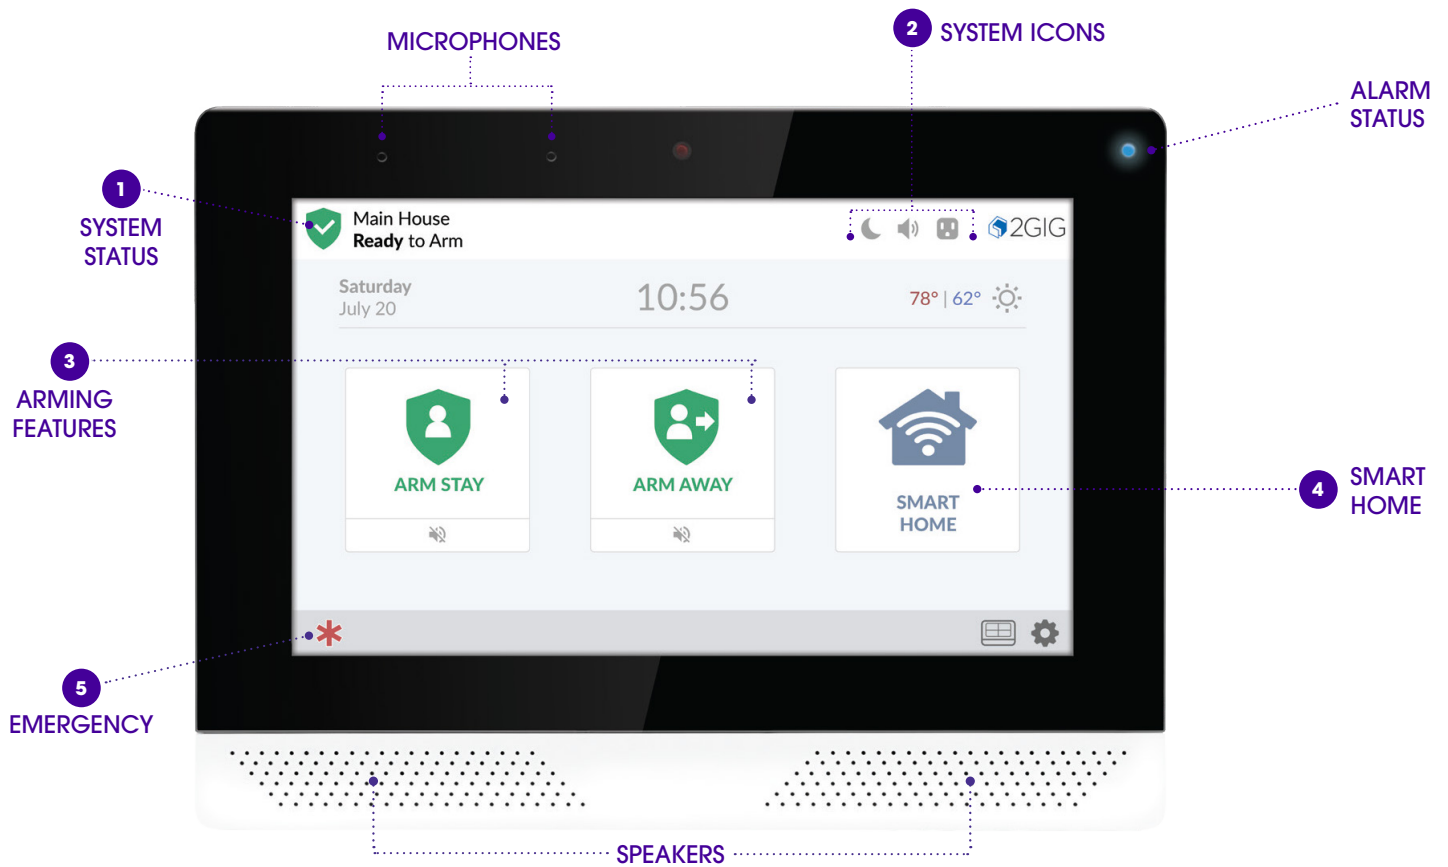 MICROPHONES
2 SYSTEM ICONS
ALARM
STATUS
1
SYSTEM
STATUS
Main House
Ready to Arm
2GIG
Saturday
July 20
10:56
78° | 62°
3
ARMING
FEATURES
ARM STAY
ARM AWAY
SMART
HOME
4
SMART
HOME
5
EMERGENCY
SPEAKERS